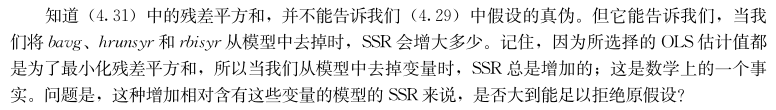 知道（4.31）中的残差平方和，并不能告诉我们（4.29）中假设的真伪。但它能告诉我们，当我
们将 bavg、hrunsyr 和 rbisyr 从模型中去掉时，SSR 会增大多少。记住，因为所选择的 OLS 估计值都
是为了最小化残差平方和，所以当我们从模型中去掉变量时，SSR 总是增加的；这是数学上的一个事
实。问题是，这种增加相对含有这些变量的模型的 SSR 来说，是否大到能足以拒绝原假设？